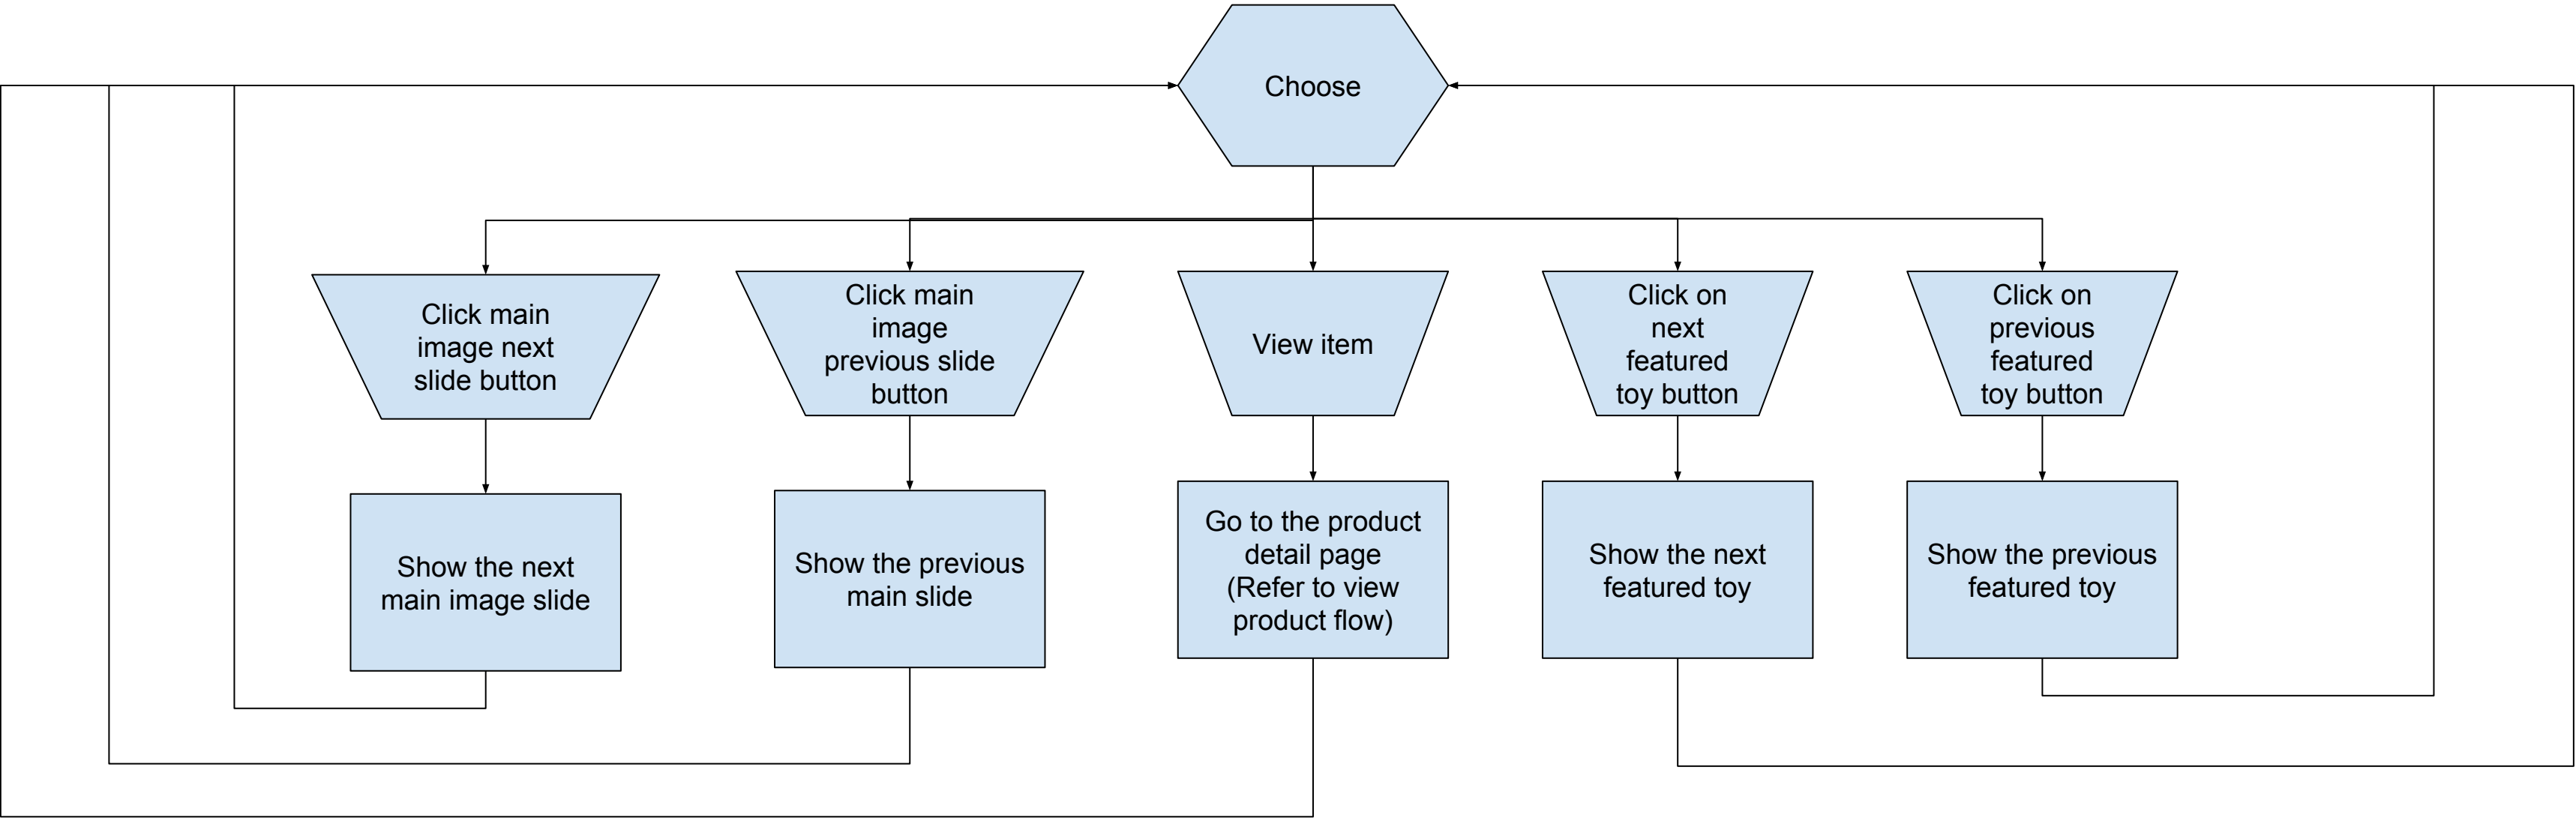 Choose
Click main
image next
slide button
Click main
image
previous slide
button
View item
Click on
next
featured
toy button
Click on
previous
featured
toy button
Show the next
main image slide
Show the previous
main slide
Go to the product
detail page
(Refer to view
product flow)
Show the next
featured toy
Show the previous
featured toy